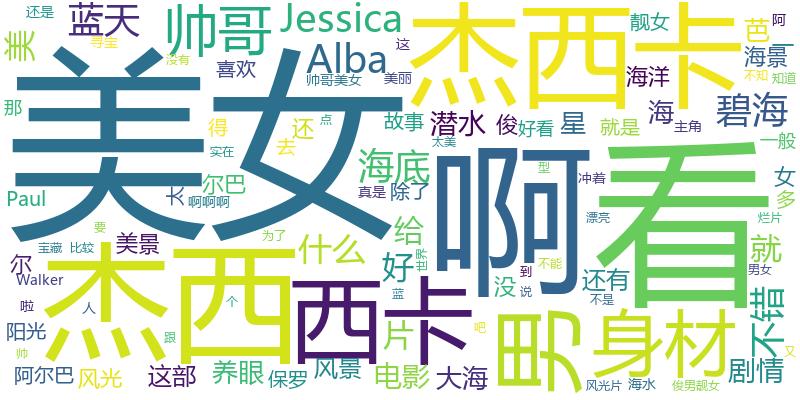 还是
蓝天
帅哥
Jessica
杰西卡
靓女
芭
阿
一
美
寻宝
没有
喜欢
Alba
帅哥美女
这
美丽
海洋
海景
不知
知道
那
美女
得
实在
还
去
点
故事
潜水
俊
好看
太美
星
就是
海
主角
碧海
一般
Paul
太
尔巴
啊啊啊
海底
真是
除了
啊
型
冲着
漂亮
看
女
多
烂片
要
宝藏
比较
美景
为了
什么
给
世界
就
尔
Walker
杰西
西卡
好
没
到
说
不能
还有
男女
啦
人
个
蓝
不是
不错
阳光
帅
跟
片
吧
男
身材
又
阿尔巴
风光
这部
养眼
保罗
风景
电影
大海
风光片
海水
俊男靓女
剧情